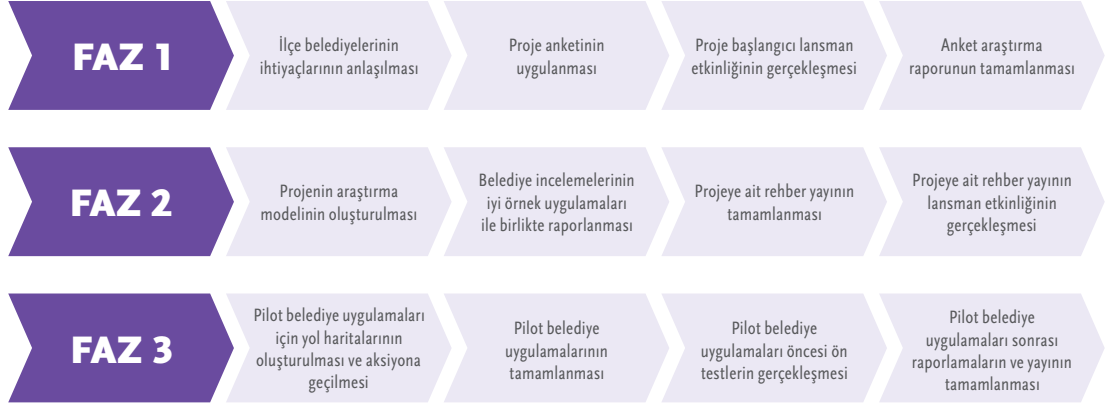 FAZ 1
İlçe belediyelerinin
ihtiyaçlarının anlaşılması
Proje anketinin
uygulanması
Proje başlangıcı lansman
etkinliğinin gerçekleşmesi
Anket araştırma
raporunun tamamlanması
FAZ 2
Projenin araştırma
modelinin oluşturulması
Belediye incelemelerinin
iyi örnek uygulamaları
ile birlikte raporlanması
Projeye ait rehber yayının
tamamlanması
Projeye ait rehber yayının
lansman etkinliğinin
gerçekleşmesi
FAZ 3
Pilot belediye uygulamaları
için yol haritalarının
oluşturulması ve aksiyona
geçilmesi
Pilot belediye
uygulamalarının
tamamlanması
Pilot belediye
uygulamaları öncesi ön
testlerin gerçekleşmesi
Pilot belediye
uygulamaları sonrası
raporlamaların ve yayının
tamamlanması